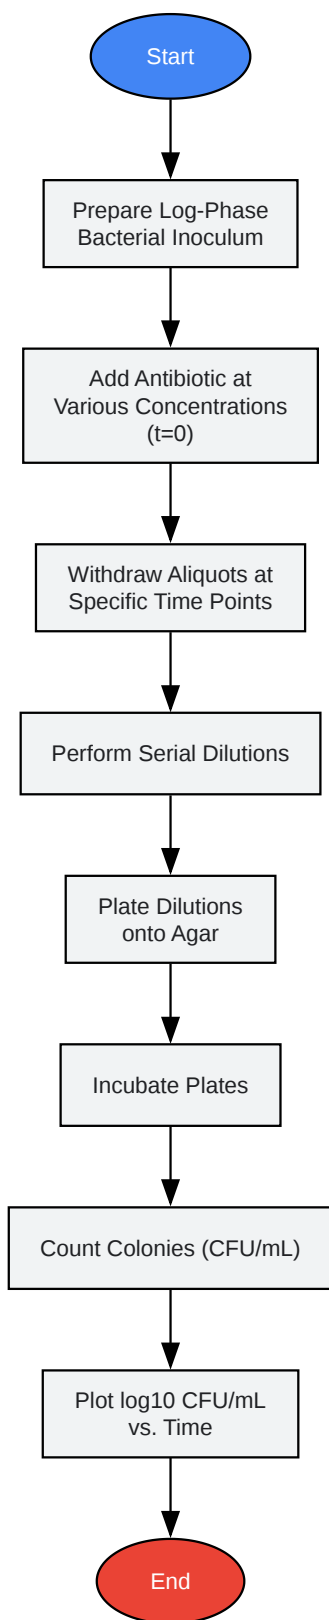 Start
Prepare Log-Phase
Bacterial Inoculum
Add Antibiotic at
Various Concentrations
(t=0)
Withdraw Aliquots at
Specific Time Points
Perform Serial Dilutions
Plate Dilutions
onto Agar
Incubate Plates
Count Colonies (CFU/mL)
Plot log10 CFU/mL
vs. Time
End